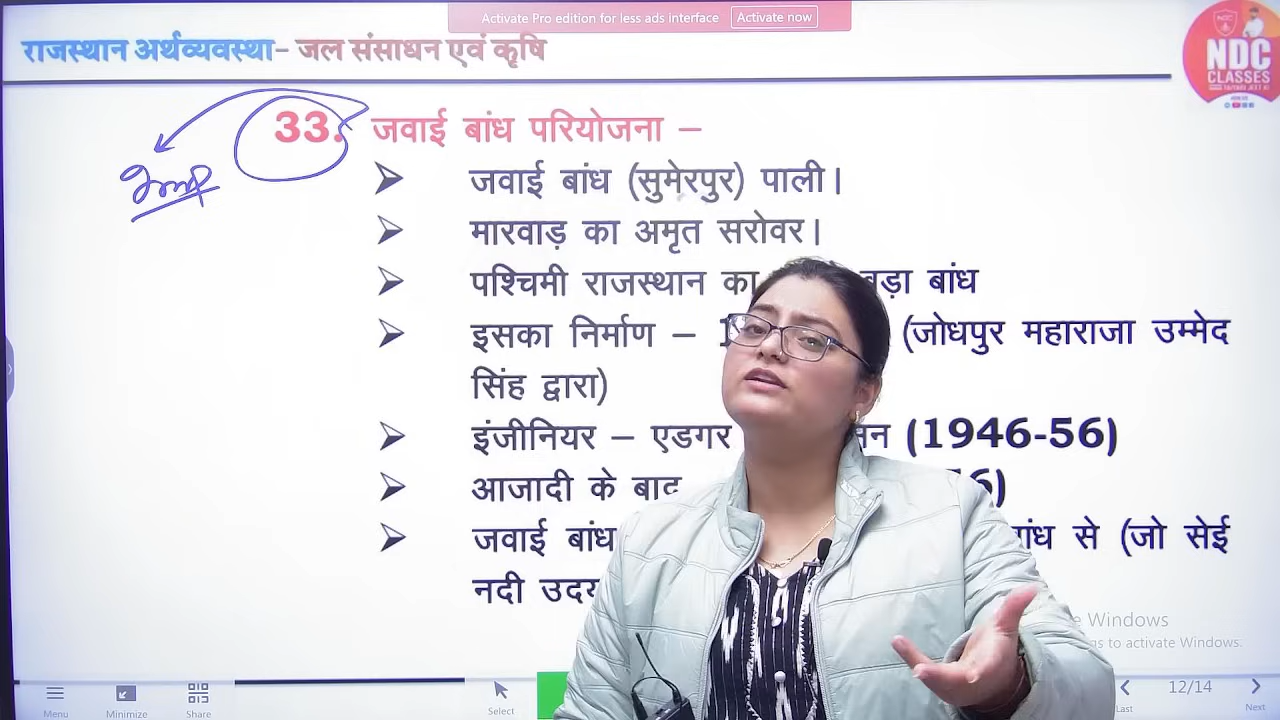 Activate Pro edition for less ads interface Activate now
राजस्थान अर्थव्यवस्था- जल संसाधन एवं कृषि
NDC
CLASSES
33. जवाई बांध परियोजना –
Imp
➢ जवाई बांध (सुमेरपुर) पाली।
➢ मारवाड़ का अमृत सरोवर।
➢ पश्चिमी राजस्थान का बड़ा बांध
➢ इसका निर्माण – (जोधपुर महाराजा उम्मेद
सिंह द्वारा)
➢ इंजीनियर – एडगर (1946-56)
➢ आजादी के बाद
➢ जवाई बांध बांध से (जो सेई
नदी
Windows
to activate Windows.
Menu Minimize Share Select Last 12/14 Next